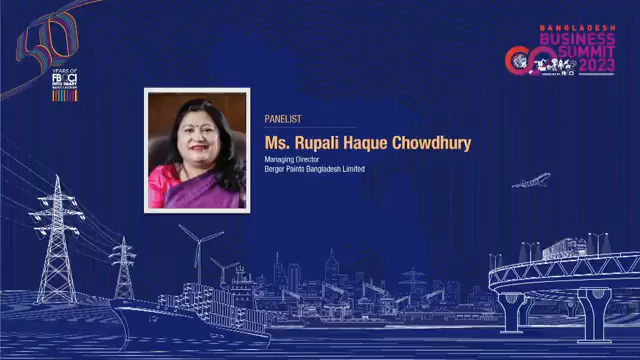 50
YEARS OF
FBCCI
BANGLADESH
BUSINESS
SUMMIT
2023
PANELIST
Ms. Rupali Haque Chowdhury
Managing Director
Berger Paints Bangladesh Limited